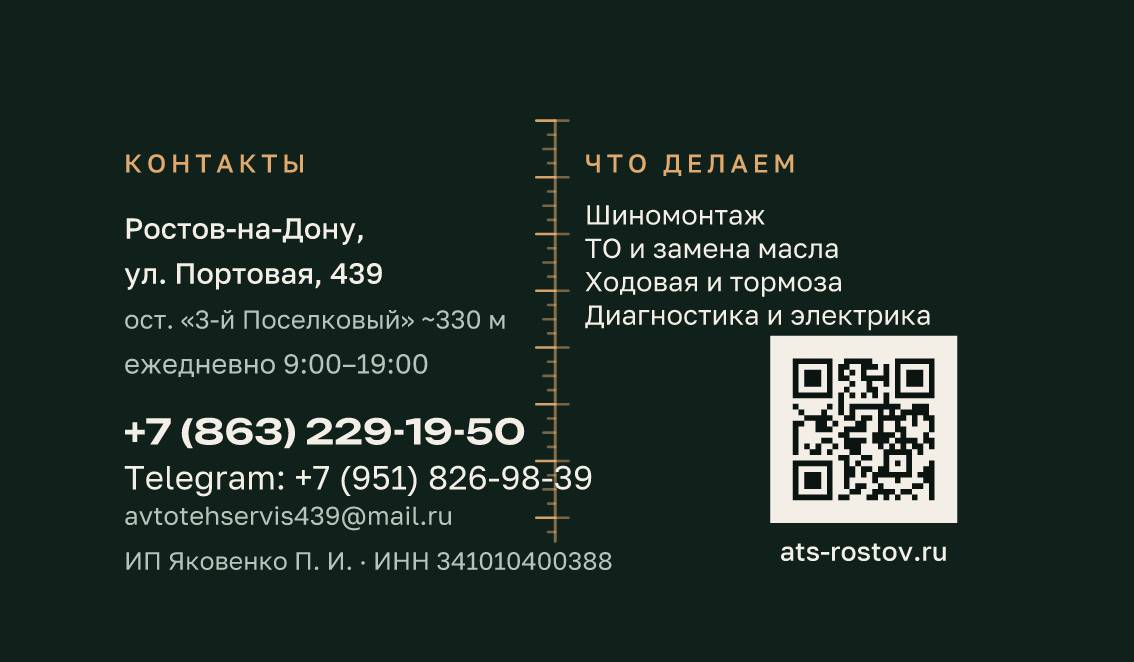 КОНТАКТЫ
Ростов-на-Дону,
ул. Портовая, 439
ост. «3-й Поселковый» ~330 м
ежедневно 9:00–19:00
+7 (863) 229-19-50
Telegram: +7 (951) 826-98-39
avtotehservis439@mail.ru
ИП Яковенко П. И. · ИНН 341010400388
ЧТО ДЕЛАЕМ
Шиномонтаж
ТО и замена масла
Ходовая и тормоза
Диагностика и электрика
ats-rostov.ru